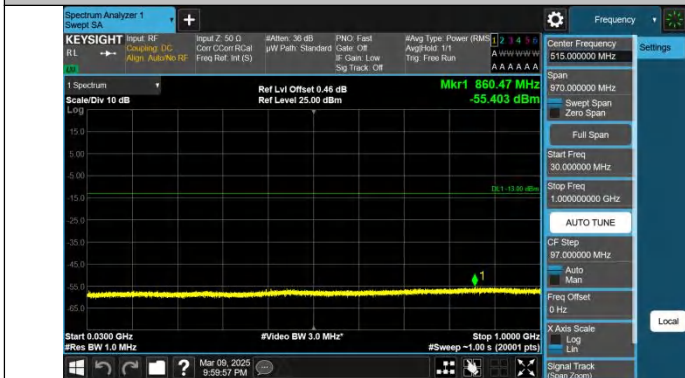 Spectrum Analyzer 1
Swept SA
+
Frequency
KEYSIGHT
RL
Input: RF
Coupling: DC
Align: Auto/No RF
Input Z: 50 Ω
Corr CCorr RCal
Freq Ref: Int (S)
#Atten: 36 dB
µW Path: Standard
PNO: Fast
Gate: Off
IF Gain: Low
Sig Track: Off
#Avg Type: Power (RMS
Avg|Hold: 1/1
Trig: Free Run
1 2 3 4 5 6
A W W W W W
A A A A A A
1 Spectrum
Scale/Div 10 dB
Log
Ref Lvl Offset 0.46 dB
Ref Level 25.00 dBm
Mkr1 860.47 MHz
-55.403 dBm
15.0
5.00
-5.00
-15.0
-25.0
-35.0
-45.0
-55.0
-65.0
1
Start 0.0300 GHz
#Res BW 1.0 MHz
#Video BW 3.0 MHz*
Stop 1.0000 GHz
#Sweep ~1.00 s (20001 pts)
Center Frequency
515.000000 MHz
Settings
Span
970.000000 MHz
Swept Span
Zero Span
Full Span
Start Freq
30.000000 MHz
Stop Freq
1.000000000 GHz
AUTO TUNE
CF Step
97.000000 MHz
Auto
Man
Freq Offset
0 Hz
X Axis Scale
Log
Lin
Signal Track
(Span Zoom)
Local
?
Mar 09, 2025
9:59:57 PM